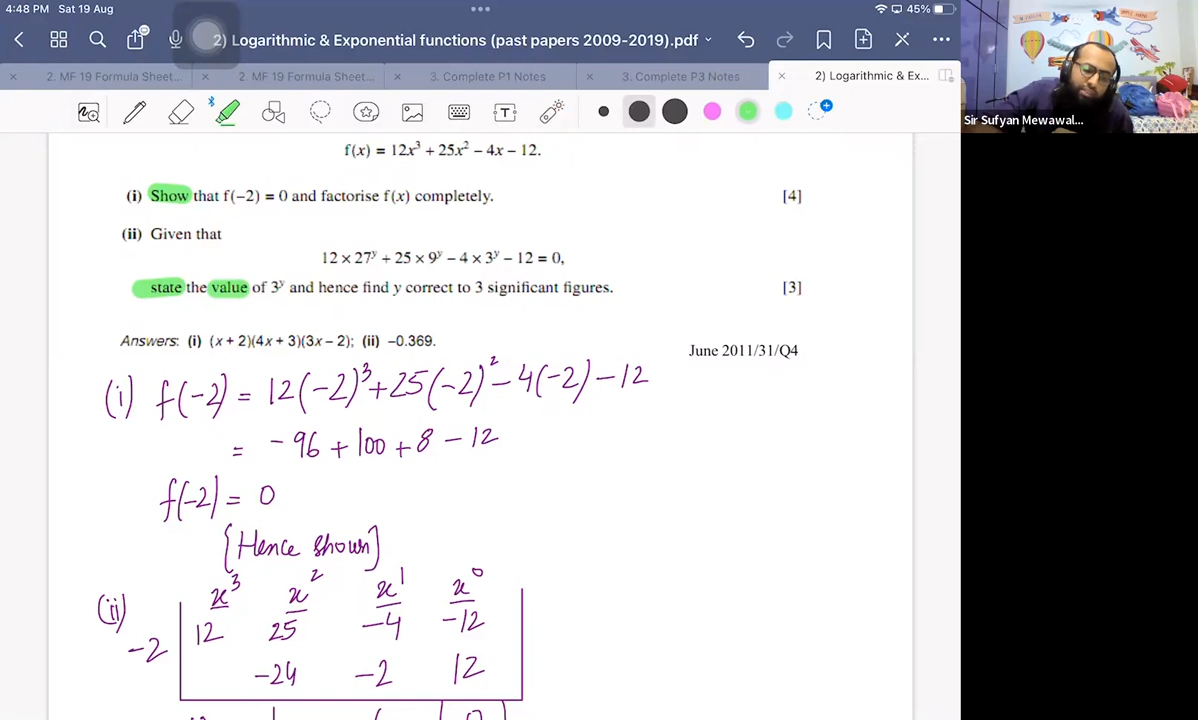 4:48 PM Sat 19 Aug
45%
2) Logarithmic & Exponential functions (past papers 2009-2019).pdf
2. MF 19 Formula Sheet...
2. MF 19 Formula Sheet...
3. Complete P1 Notes
3. Complete P3 Notes
2) Logarithmic & Ex...
Sir Sufyan Mewawal...
f(x) = 12x³ + 25x² − 4x − 12.
(i) Show that f(−2) = 0 and factorise f(x) completely. [4]
(ii) Given that
12 × 27ʸ + 25 × 9ʸ − 4 × 3ʸ − 12 = 0,
state the value of 3ʸ and hence find y correct to 3 significant figures. [3]
Answers: (i) (x + 2)(4x + 3)(3x − 2); (ii) −0.369.
June 2011/31/Q4
(i) f(-2) = 12(-2)³+25(-2)²-4(-2)-12
= -96+100+8-12
f(-2) = 0
[Hence shown]
(ii) x³ x² x¹ x⁰
-2 12 25 -4 -12
-24 -2 12